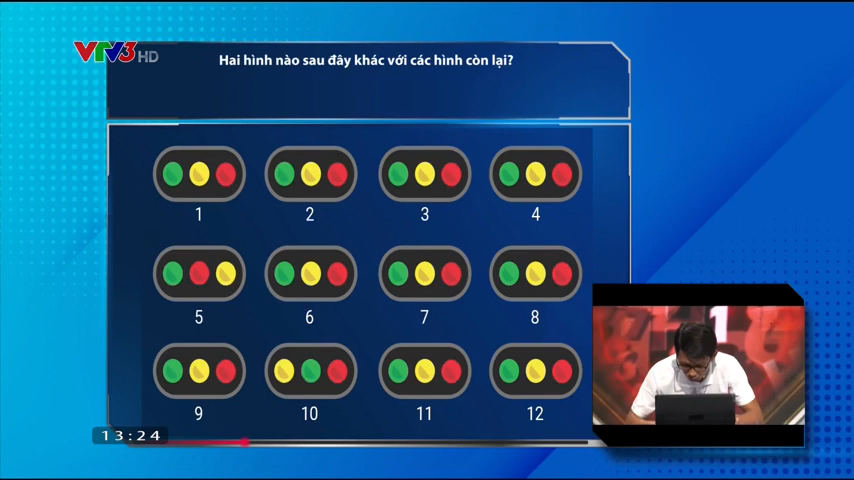 VTV3 HD
Hai hình nào sau đây khác với các hình còn lại?
1 2 3 4
5 6 7 8
9 10 11 12
13:24
1